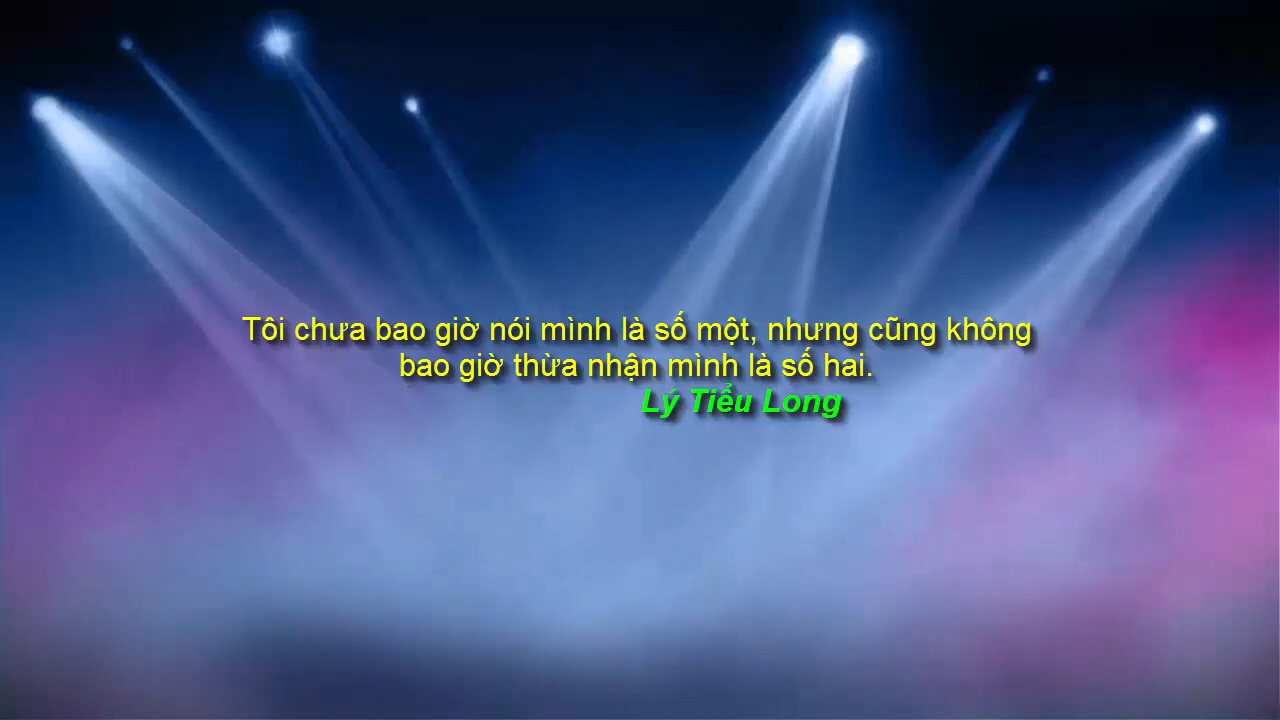 Tôi chưa bao giờ nói mình là số một, nhưng cũng không
bao giờ thừa nhận mình là số hai.
Lý Tiểu Long